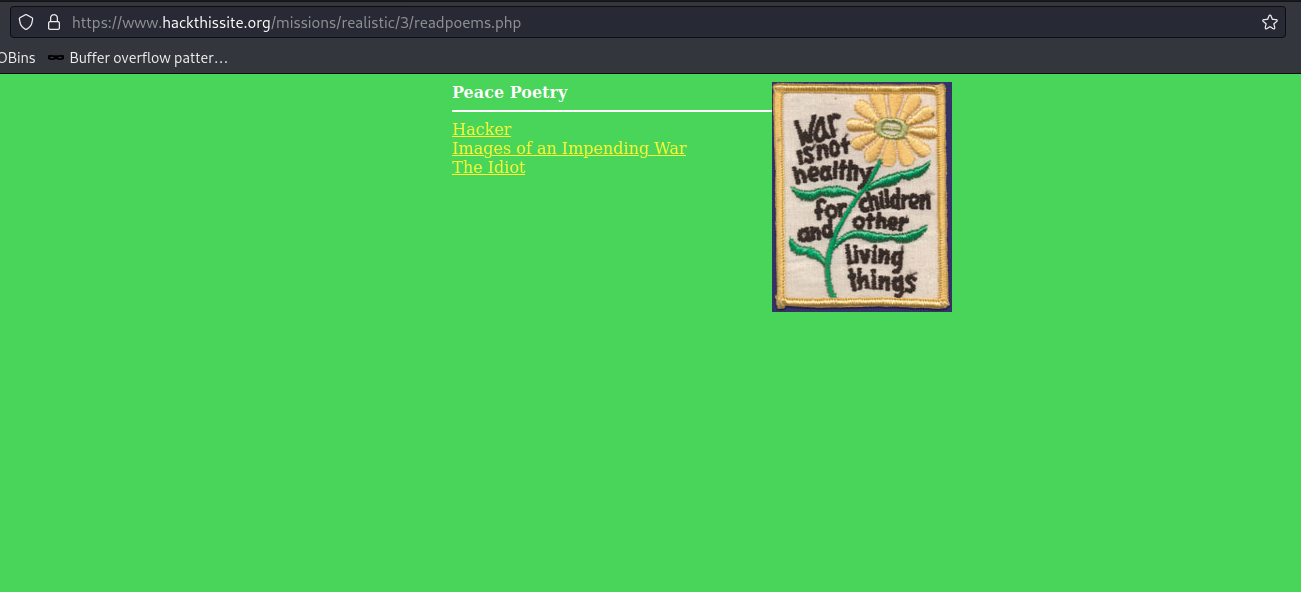 https://www.hackthissite.org/missions/realistic/3/readpoems.php
OBins Buffer overflow patter…
Peace Poetry
Hacker
Images of an Impending War
The Idiot
war
is not
healthy
for children
and other
living
things